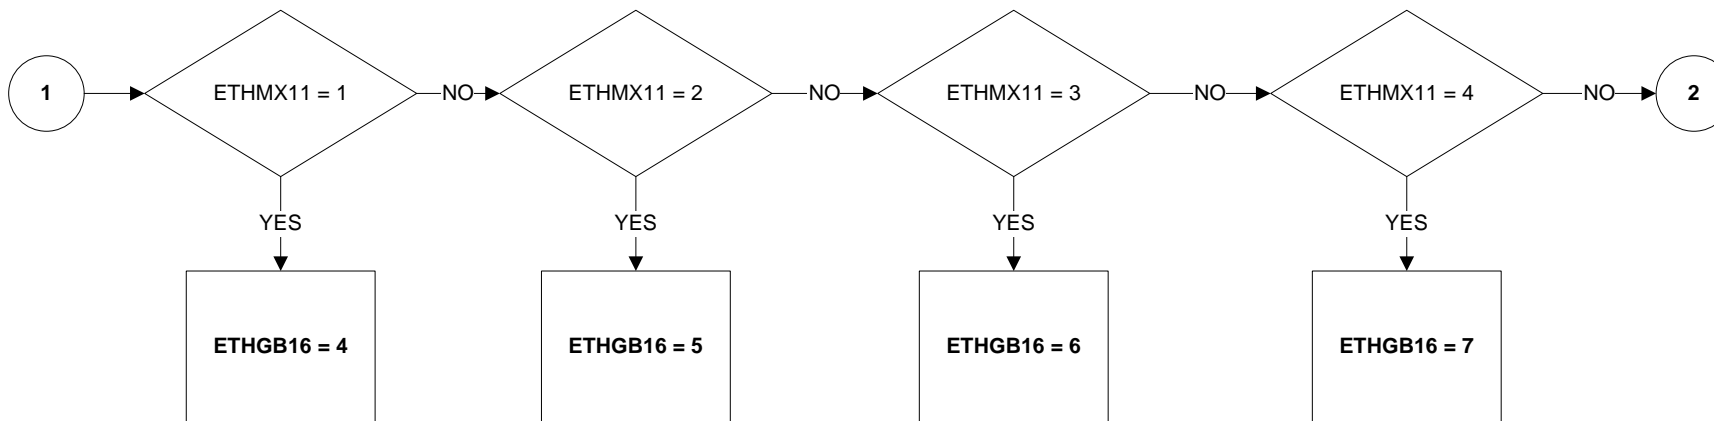 1
ETHMX11 = 1
NO
ETHMX11 = 2
NO
ETHMX11 = 3
NO
ETHMX11 = 4
NO
2
YES
YES
YES
YES
ETHGB16 = 4
ETHGB16 = 5
ETHGB16 = 6
ETHGB16 = 7